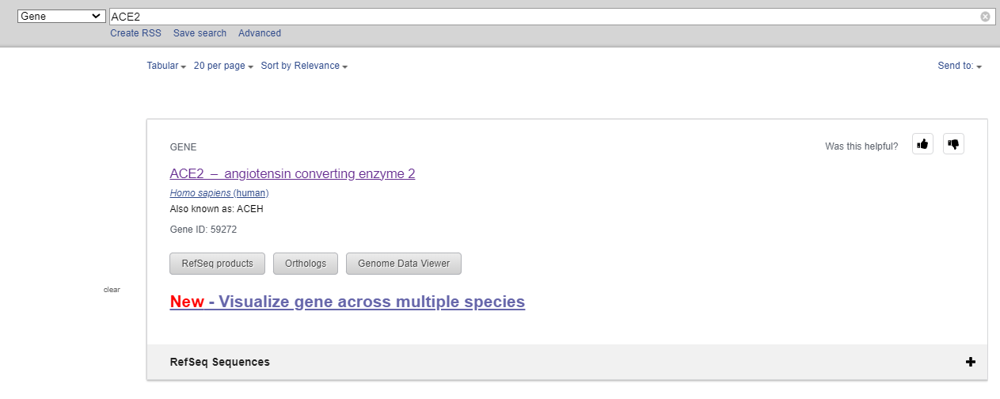 Gene ACE2
Create RSS Save search Advanced
Tabular 20 per page Sort by Relevance Send to:
GENE Was this helpful?
ACE2 – angiotensin converting enzyme 2
Homo sapiens (human)
Also known as: ACEH
Gene ID: 59272
RefSeq products Orthologs Genome Data Viewer
clear
New - Visualize gene across multiple species
RefSeq Sequences